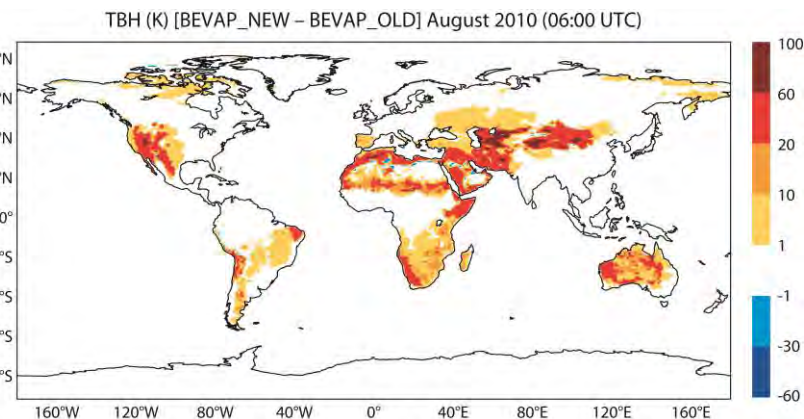 TBH (K) [BEVAP_NEW – BEVAP_OLD] August 2010 (06:00 UTC)
°N
°N
°N
°N
0°
°S
°S
°S
°S
160°W 120°W 80°W 40°W 0° 40°E 80°E 120°E 160°E
100
60
20
10
1
-1
-30
-60